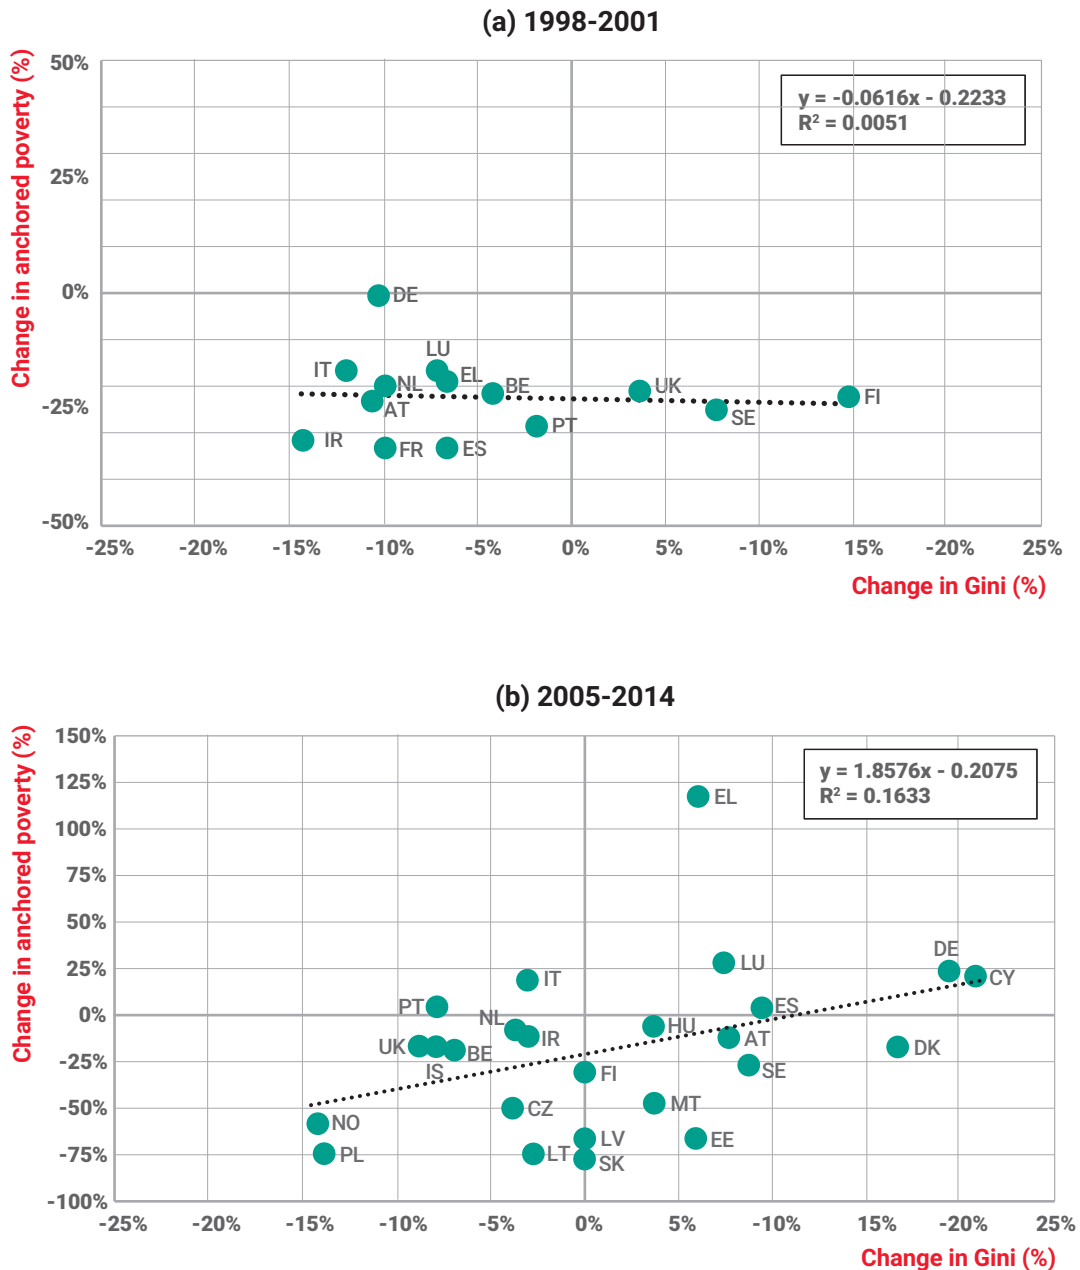 (a) 1998-2001
Change in anchored poverty (%)
50%
25%
0%
-25%
-50%
y = -0.0616x - 0.2233
R² = 0.0051
DE
IT
LU
NL
EL
BE
UK
FI
AT
SE
PT
IR
FR
ES
-25%
-20%
-15%
-10%
-5%
0%
5%
-10%
15%
-20%
25%
Change in Gini (%)
(b) 2005-2014
Change in anchored poverty (%)
150%
125%
100%
75%
50%
25%
0%
-25%
-50%
-75%
-100%
y = 1.8576x - 0.2075
R² = 0.1633
EL
LU
DE
CY
IT
PT
ES
NL
HU
IR
AT
UK
IS
BE
DK
SE
FI
CZ
MT
NO
PL
LT
LV
SK
EE
-25%
-20%
-15%
-10%
-5%
0%
5%
-10%
15%
-20%
25%
Change in Gini (%)